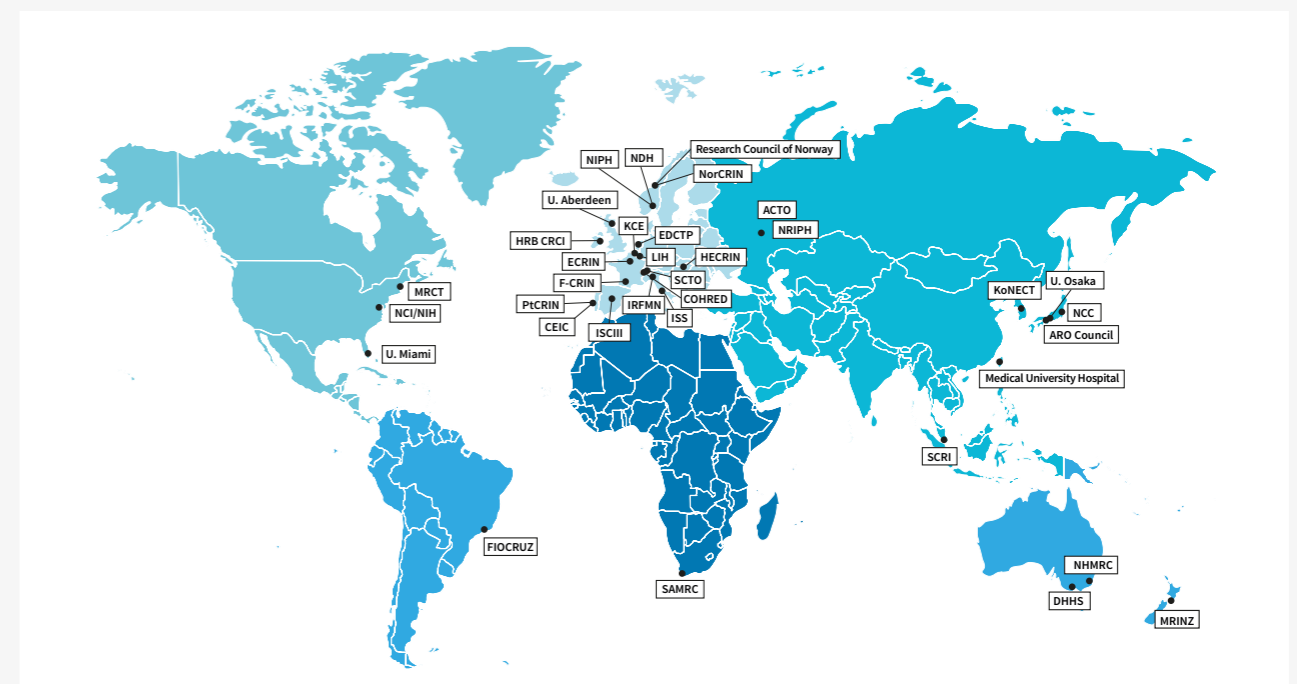 Research Council of Norway
NIPH
NDH
NorCRIN
U. Aberdeen
ACTO
KCE
NRIPH
EDCTP
HRB CRCI
LIH
HECRIN
ECRIN
SCTO
F-CRIN
COHRED
PtCRIN
IRFMN
ISS
CEIC
ISCIII
MRCT
NCI/NIH
U. Miami
U. Osaka
KoNECT
NCC
ARO Council
Medical University Hospital
SCRI
FIOCRUZ
SAMRC
NHMRC
DHHS
MRINZ